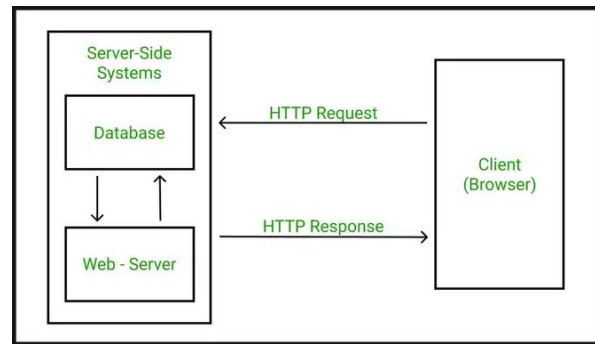 Server-Side
Systems
Database
Web - Server
HTTP Request
HTTP Response
Client
(Browser)